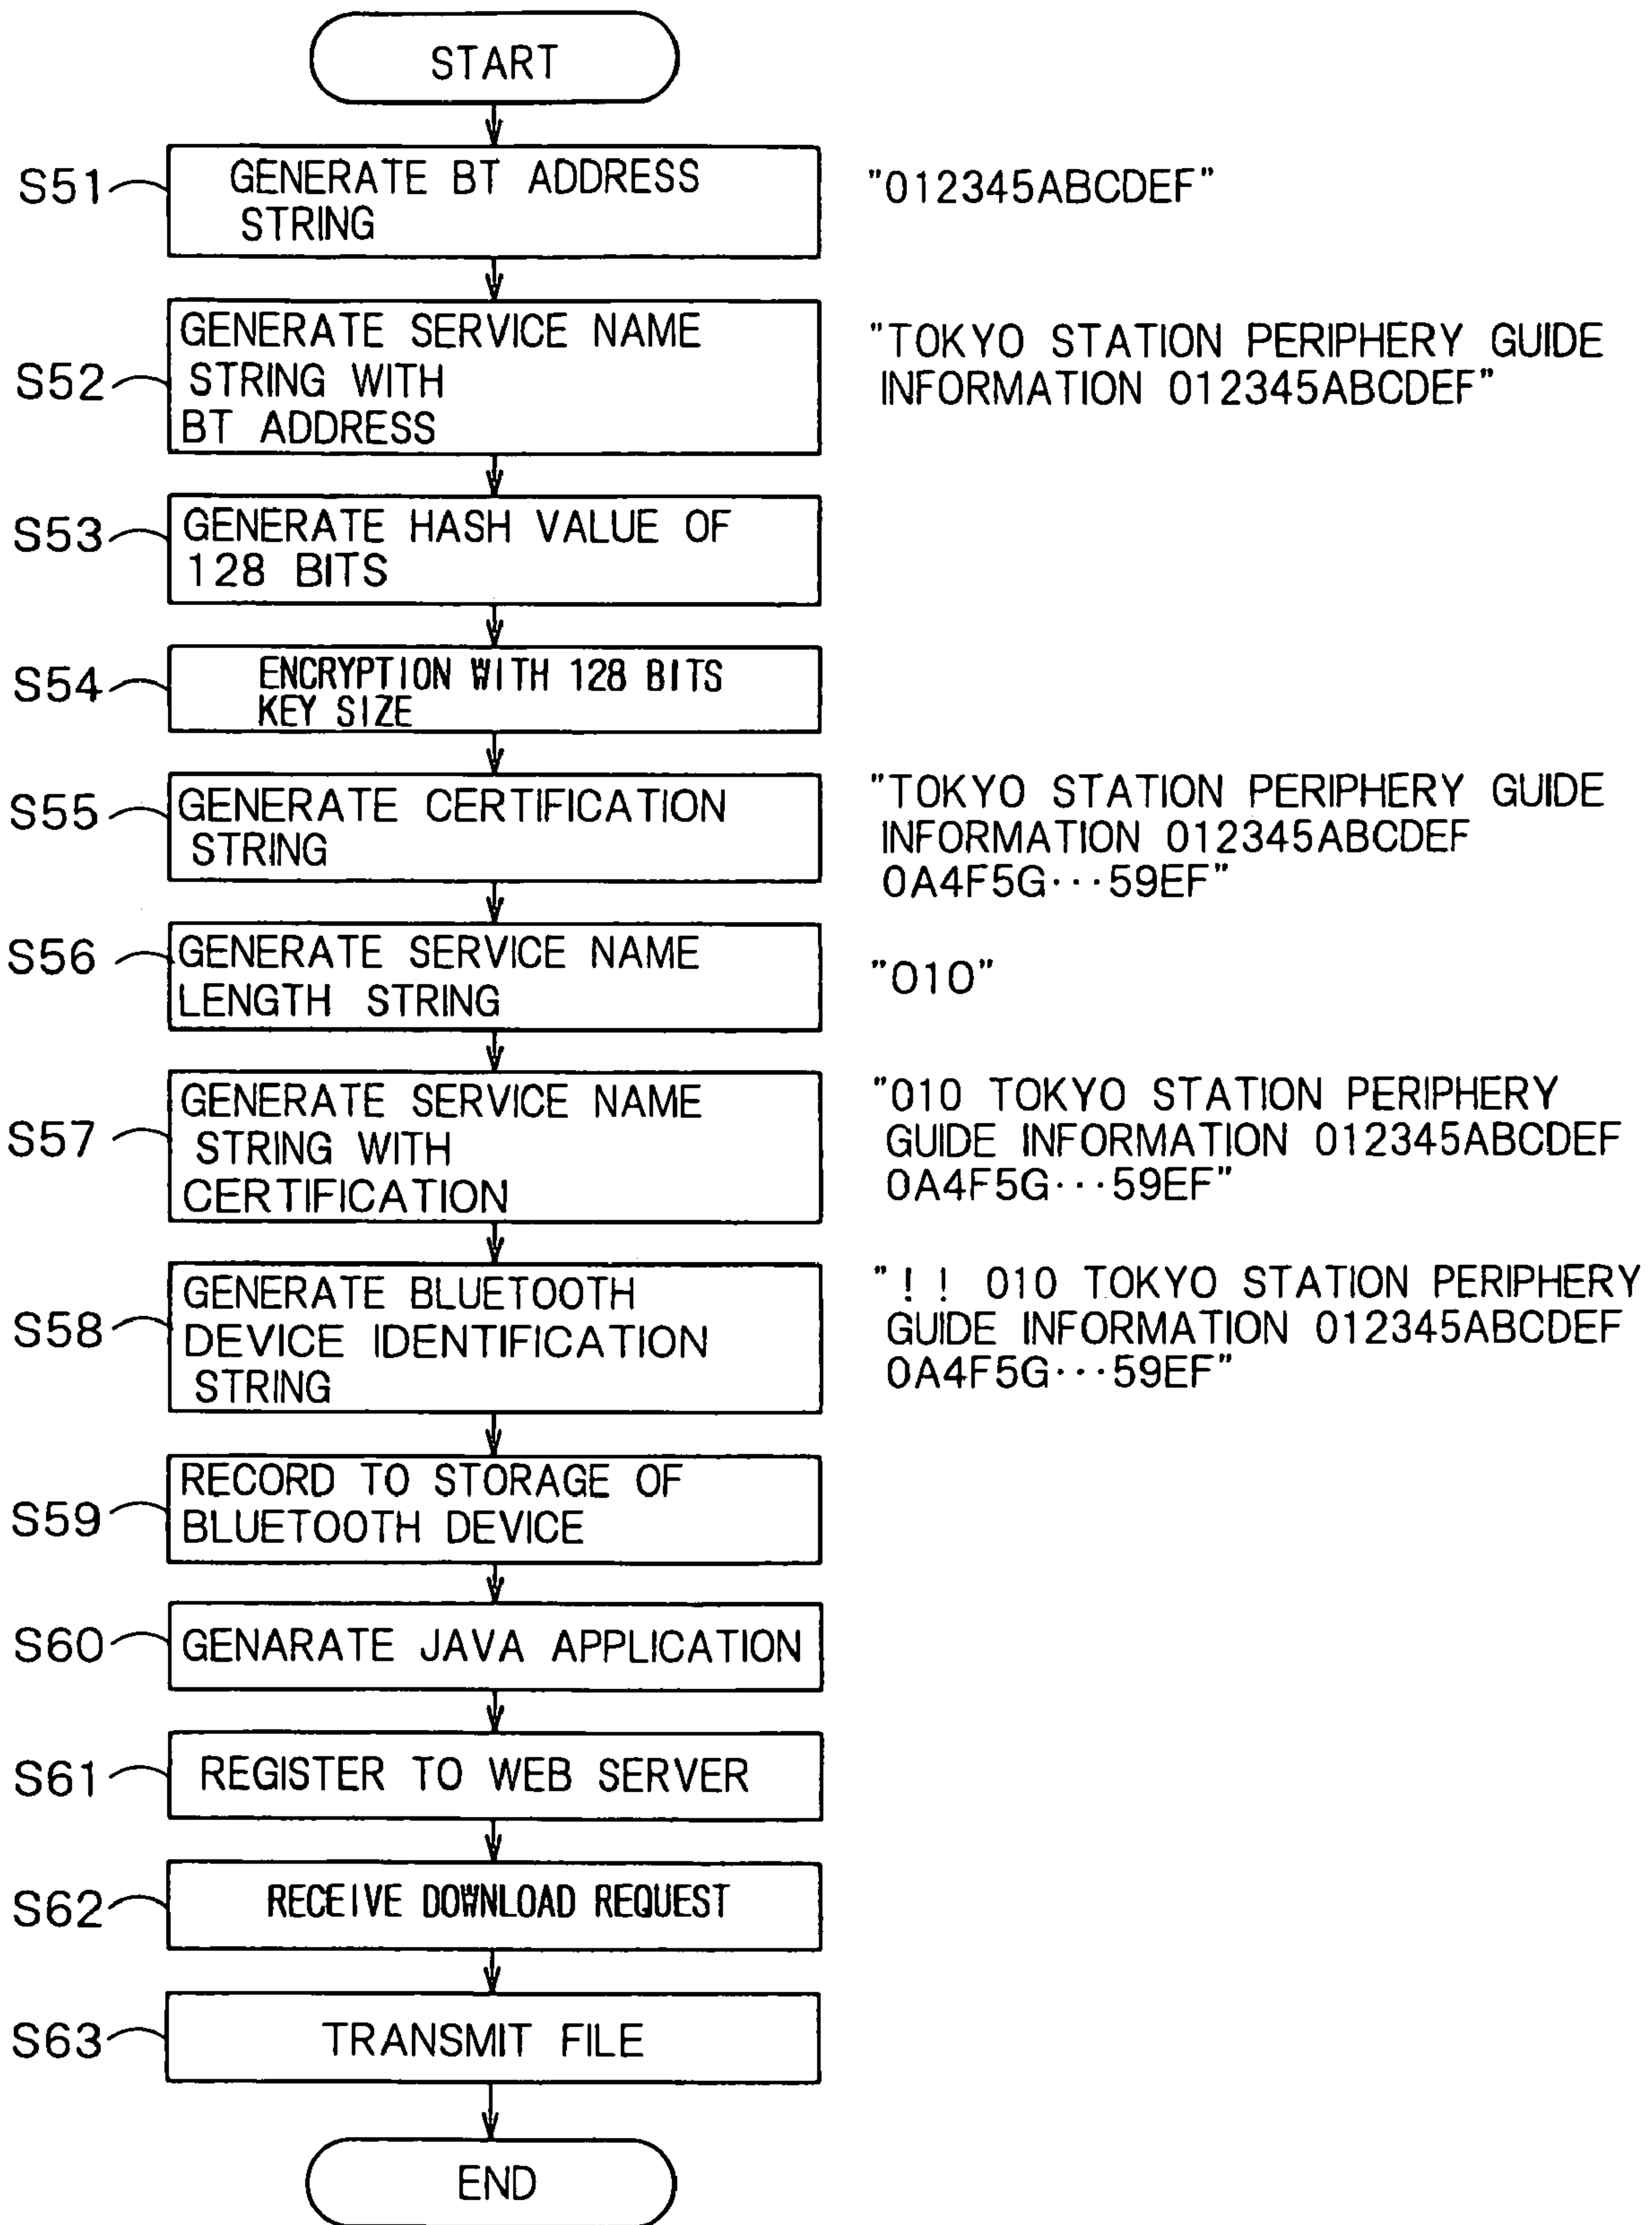 START
S51
GENERATE BT ADDRESS
STRING
"012345ABCDEF"
S52
GENERATE SERVICE NAME
STRING WITH
BT ADDRESS
"TOKYO STATION PERIPHERY GUIDE
INFORMATION 012345ABCDEF"
S53
GENERATE HASH VALUE OF
128 BITS
S54
ENCRYPTION WITH 128 BITS
KEY SIZE
S55
GENERATE CERTIFICATION
STRING
"TOKYO STATION PERIPHERY GUIDE
INFORMATION 012345ABCDEF
0A4F5G···59EF"
S56
GENERATE SERVICE NAME
LENGTH STRING
"010"
S57
GENERATE SERVICE NAME
STRING WITH
CERTIFICATION
"010 TOKYO STATION PERIPHERY
GUIDE INFORMATION 012345ABCDEF
0A4F5G···59EF"
S58
GENERATE BLUETOOTH
DEVICE IDENTIFICATION
STRING
"! ! 010 TOKYO STATION PERIPHERY
GUIDE INFORMATION 012345ABCDEF
0A4F5G···59EF"
S59
RECORD TO STORAGE OF
BLUETOOTH DEVICE
S60
GENARATE JAVA APPLICATION
S61
REGISTER TO WEB SERVER
S62
RECEIVE DOWNLOAD REQUEST
S63
TRANSMIT FILE
END